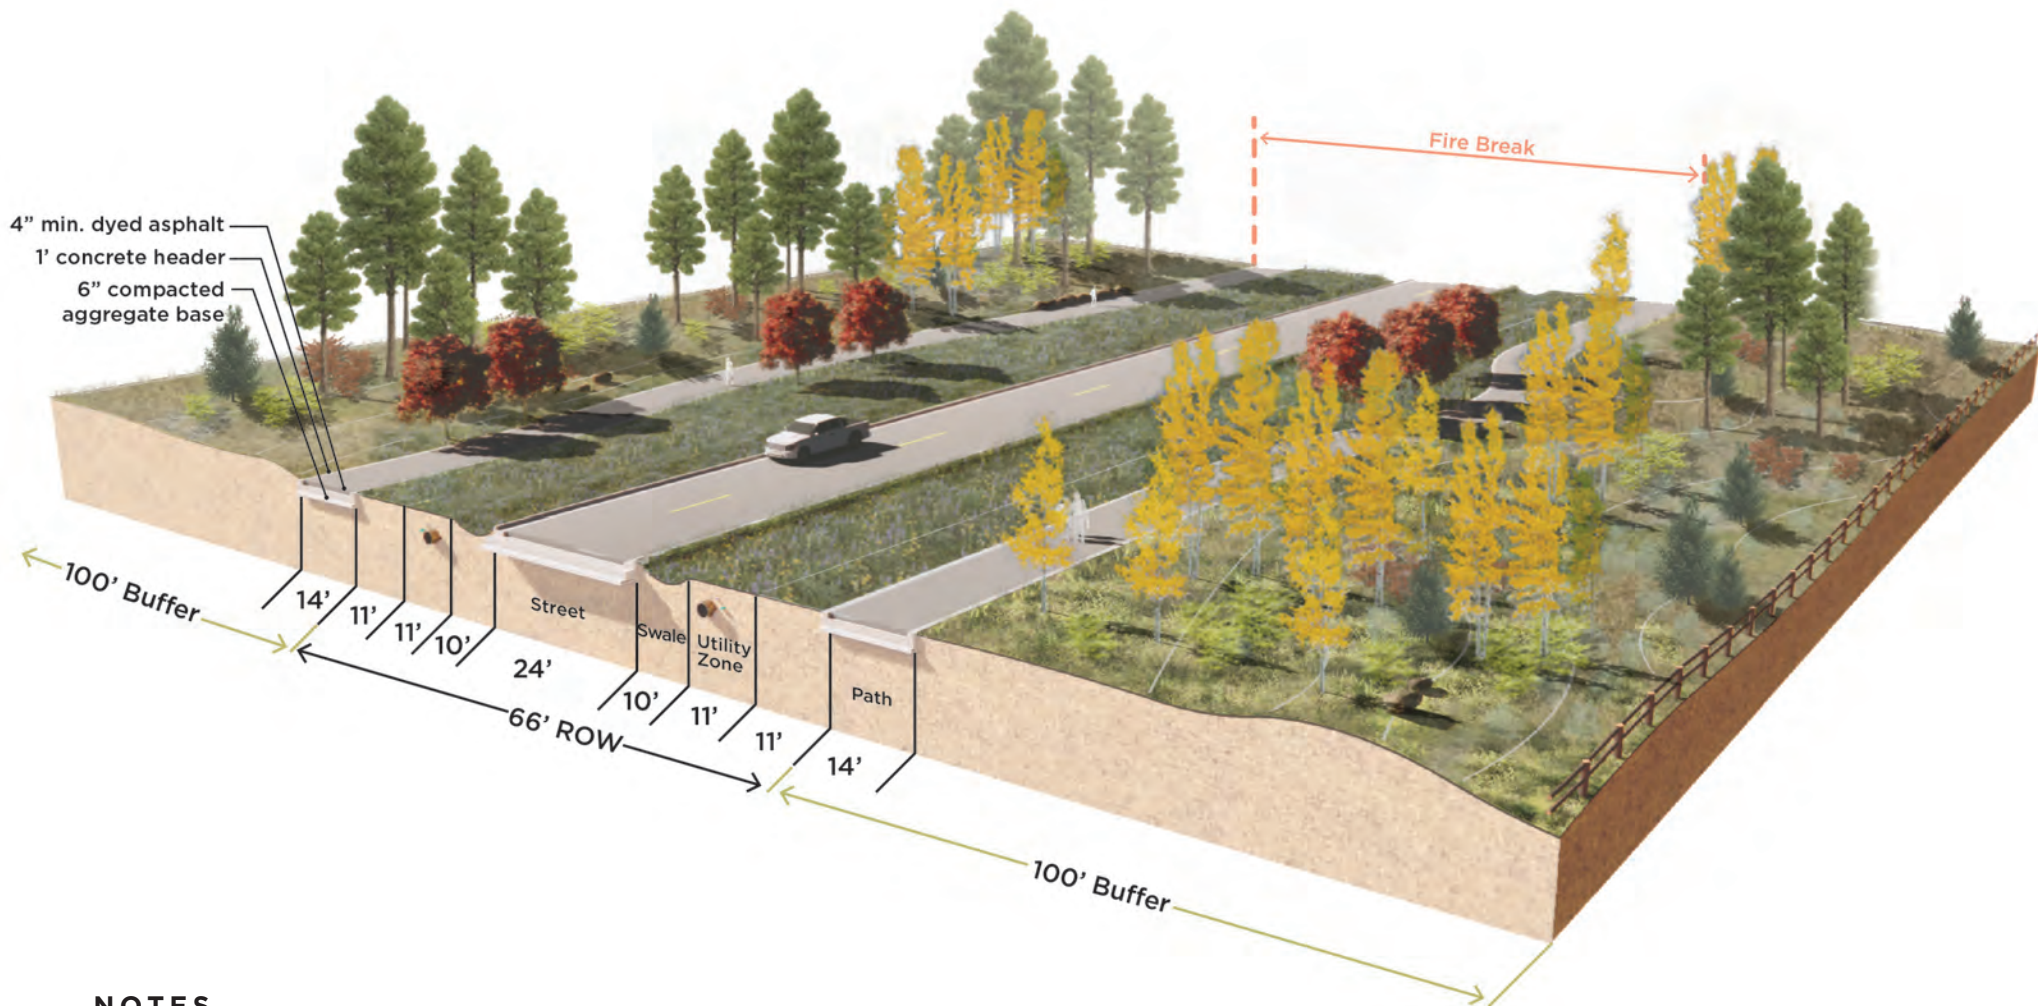 Fire Break
4” min. dyed asphalt
1’ concrete header
6” compacted
aggregate base
100’ Buffer
14’
11’
11’
10’
Street
24’
Swale
10’
Utility
Zone
11’
11’
Path
14’
66’ ROW
100’ Buffer
NOTES